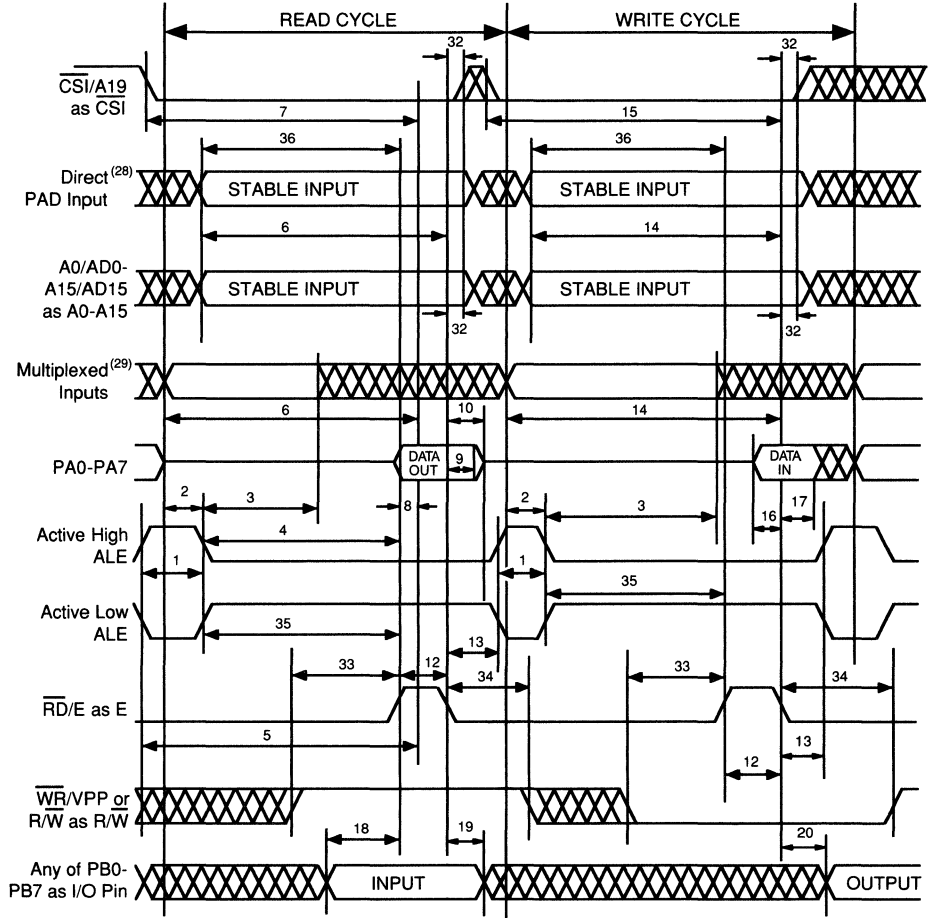 READ CYCLE WRITE CYCLE
32 32
CSI/A19
as CSI
7 15
36 36
Direct (28)
PAD Input
STABLE INPUT STABLE INPUT
6 14
A0/AD0-
A15/AD15
as A0-A15
STABLE INPUT STABLE INPUT
32 32
Multiplexed (29)
Inputs
6 10 14
PA0-PA7
DATA
OUT
9
DATA
IN
2 3 8 2 3 16 17
Active High
ALE
4
1 1
35
Active Low
ALE
35
13
33 12 34 33 34
RD/E as E
5
13
12
WR/VPP or
R/W as R/W
18 19 20
Any of PB0-
PB7 as I/O Pin
INPUT OUTPUT